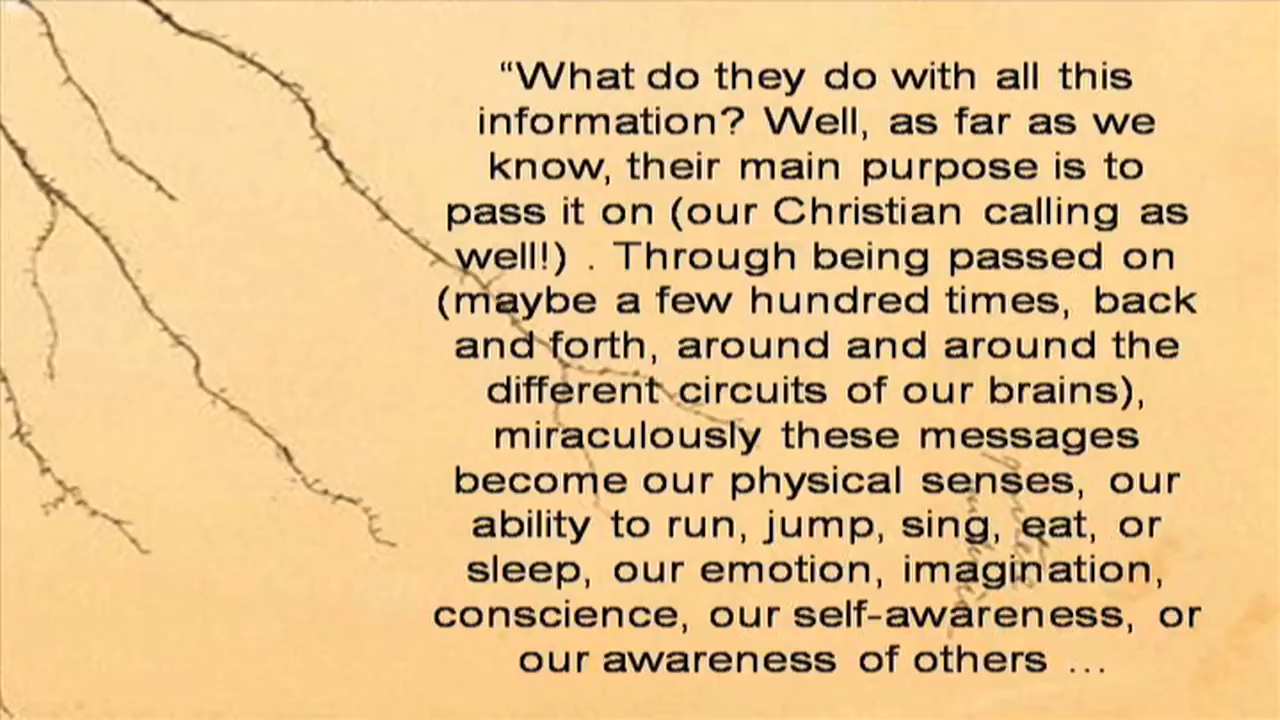 “What do they do with all this
information? Well, as far as we
know, their main purpose is to
pass it on (our Christian calling as
well!) . Through being passed on
(maybe a few hundred times, back
and forth, around and around the
different circuits of our brains),
miraculously these messages
become our physical senses, our
ability to run, jump, sing, eat, or
sleep, our emotion, imagination,
conscience, our self-awareness, or
our awareness of others ...